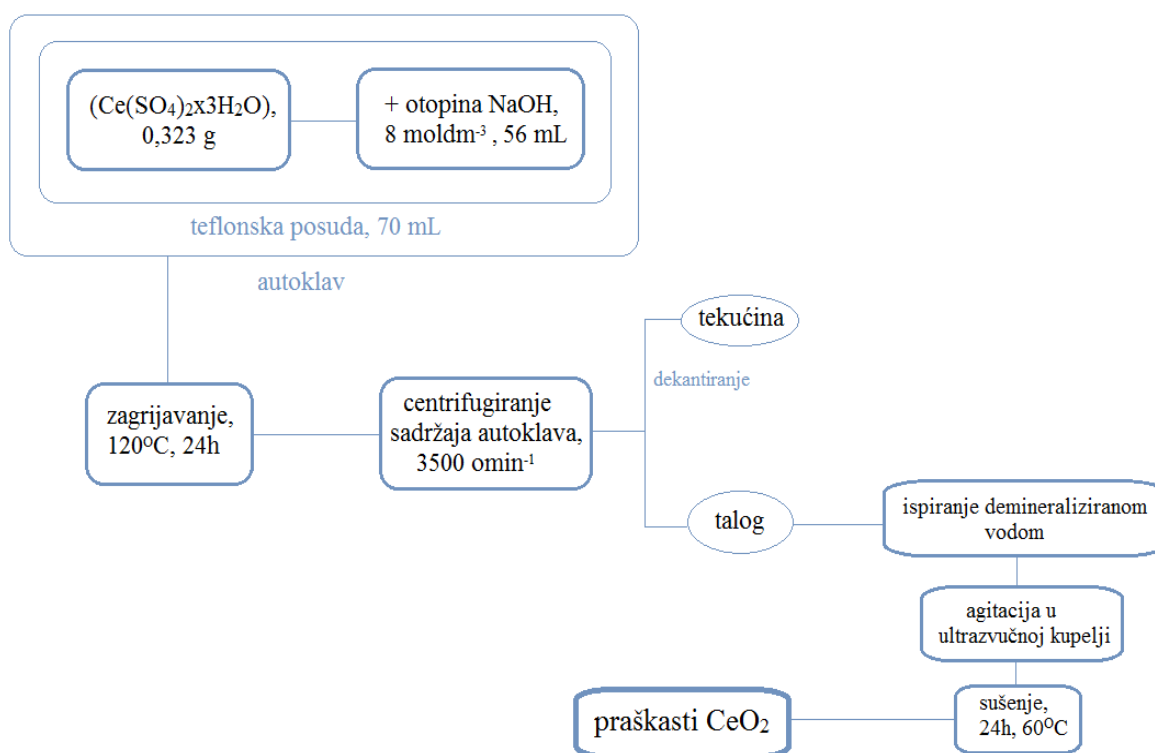 (Ce(SO₄)₂x3H₂O),
0,323 g
+ otopina NaOH,
8 moldm⁻³ , 56 mL
teflonska posuda, 70 mL
autoklav
zagrijavanje,
120ᴼC, 24h
centrifugiranje
sadržaja autoklava,
3500 omin⁻¹
tekućina
dekantiranje
talog
ispiranje demineraliziranom
vodom
agitacija u
ultrazvučnoj kupelji
sušenje,
24h, 60ᴼC
praškasti CeO₂